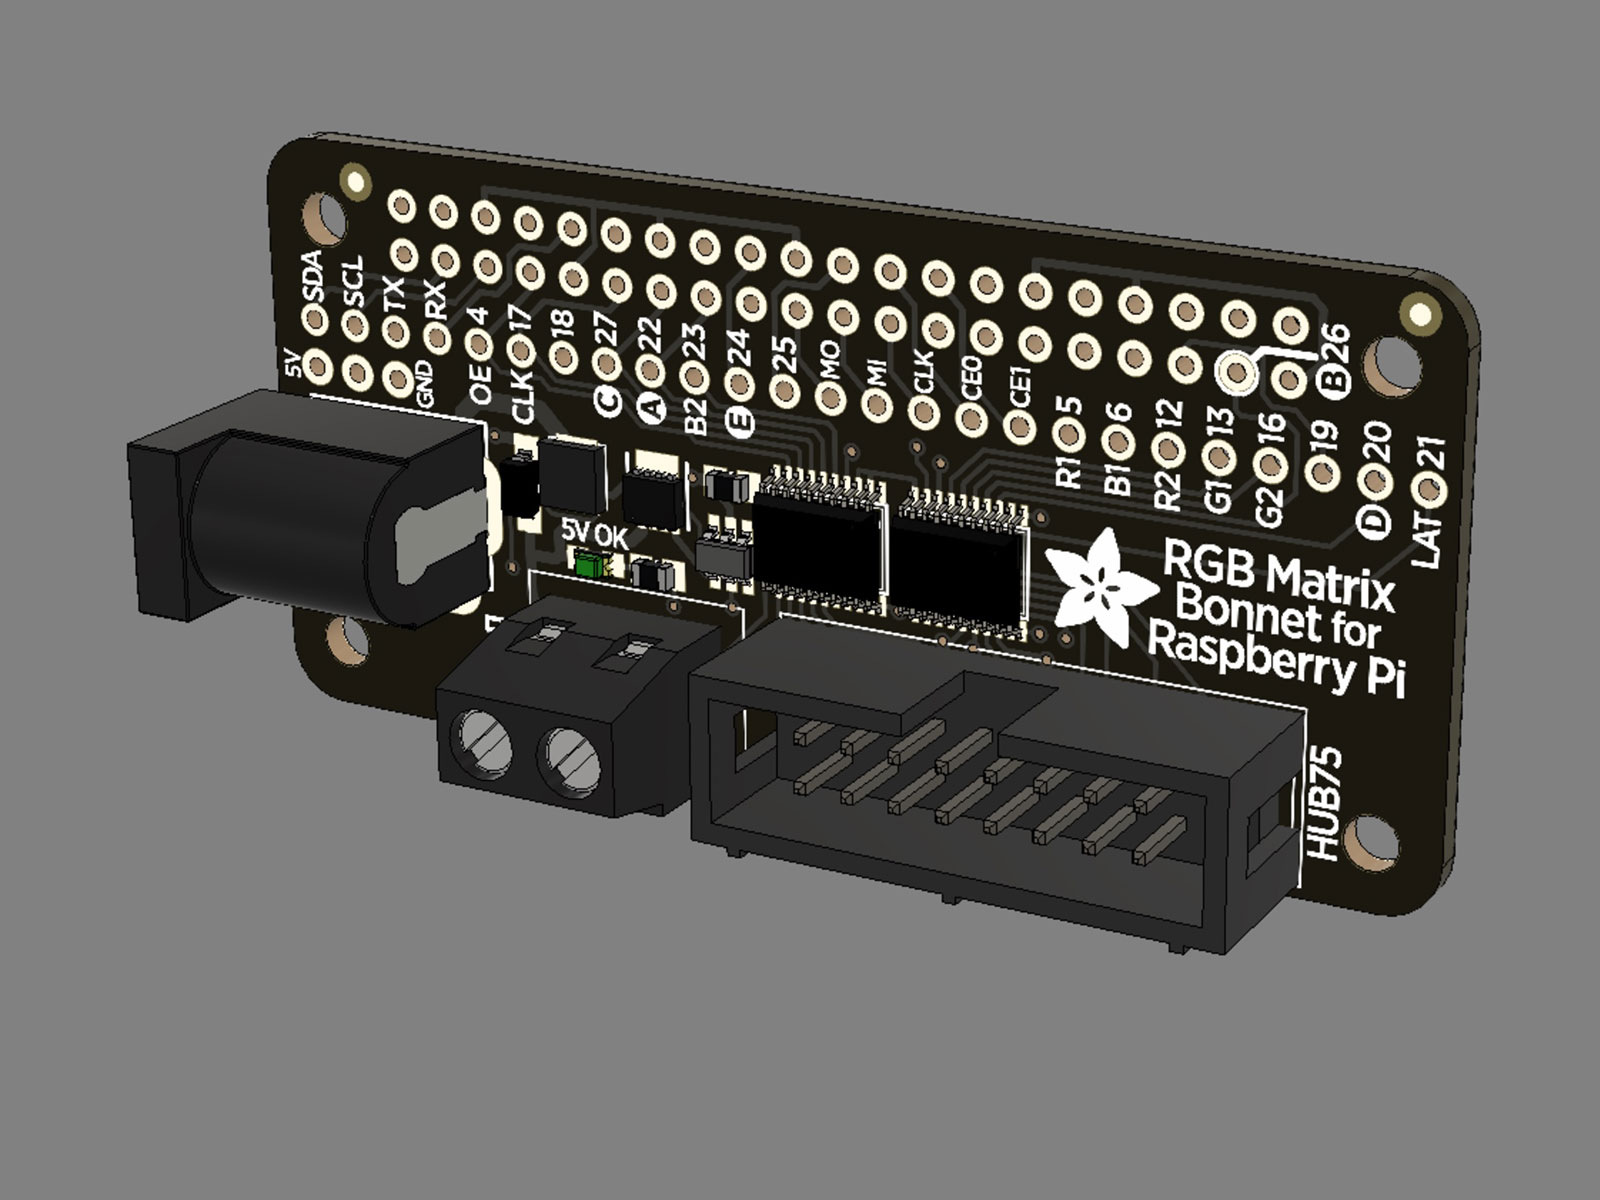 SDA
SCL
TX
RX
4
17
18
27
22
23
24
25
MO
MI
CLK
CE0
CE1
5
6
12
13
16
19
20
21
B 26
5V
GND
OE
CLK
C
A
B2
E
R1
B1
R2
G1
G2
D
LAT
5V OK
RGB Matrix
Bonnet for
Raspberry Pi
HUB75